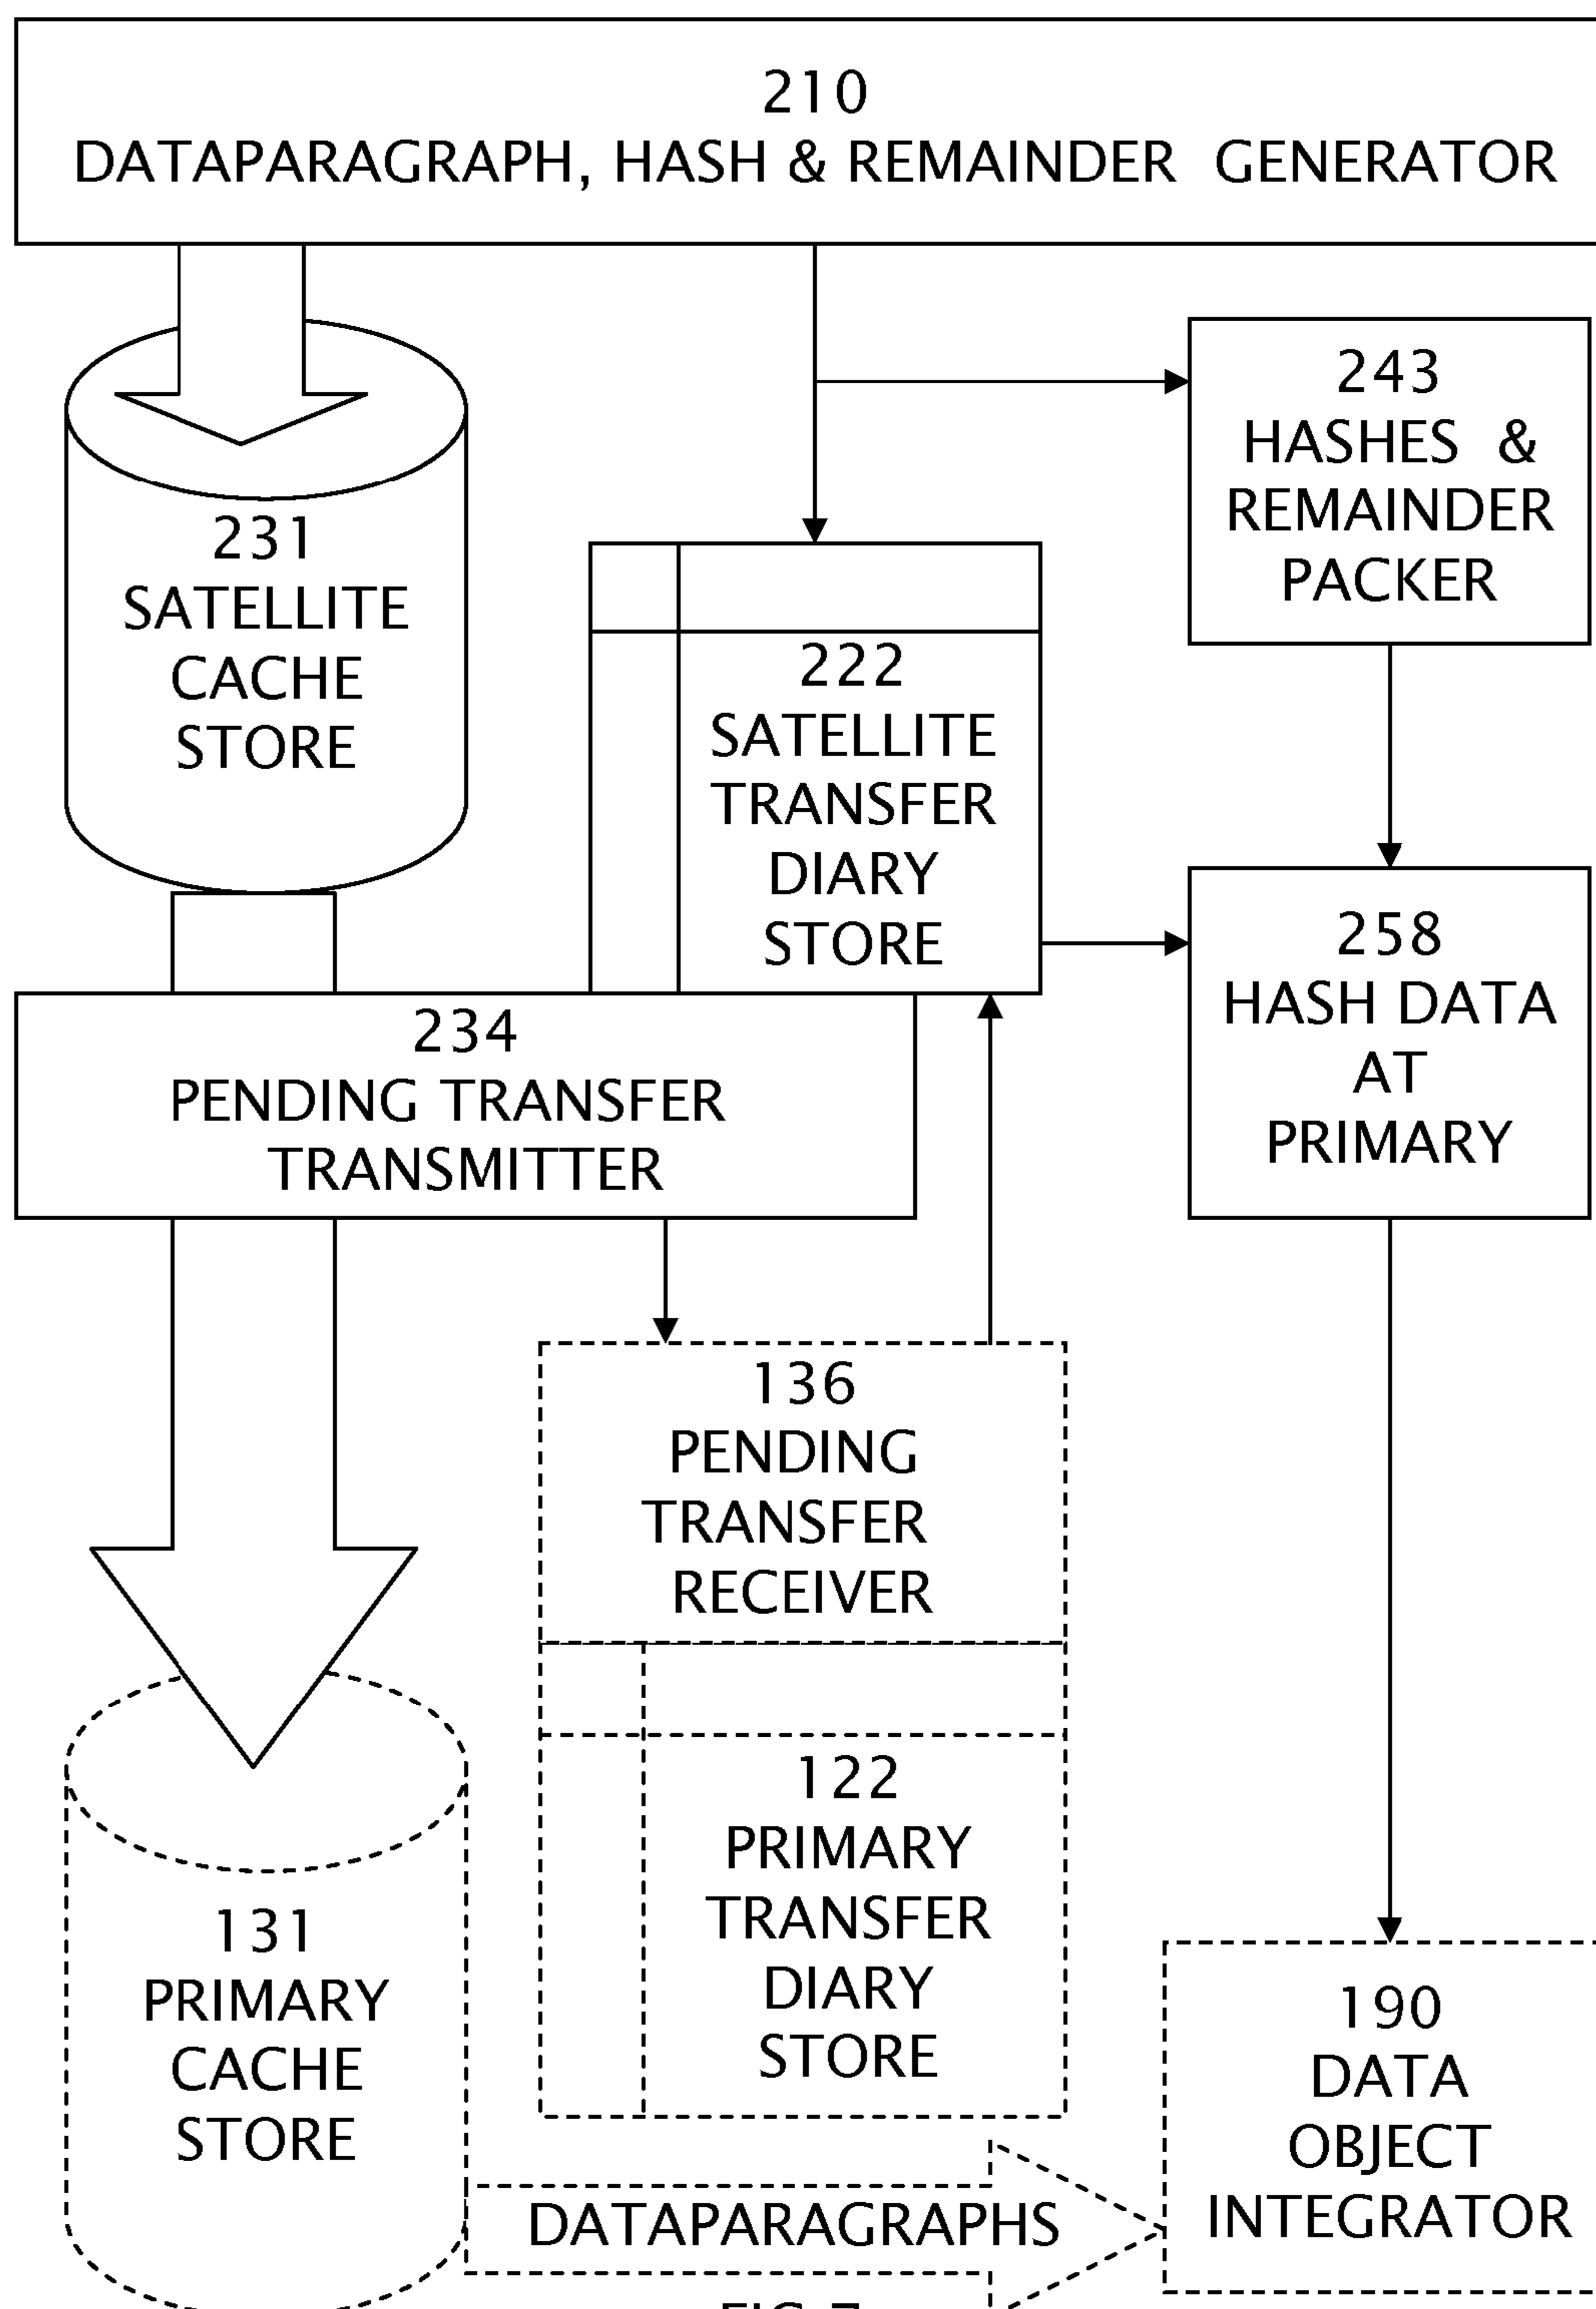 210
DATAPARAGRAPH, HASH & REMAINDER GENERATOR
243
HASHES &
REMAINDER
PACKER
231
SATELLITE
CACHE
STORE
222
SATELLITE
TRANSFER
DIARY
STORE
258
HASH DATA
AT
PRIMARY
234
PENDING TRANSFER
TRANSMITTER
136
PENDING
TRANSFER
RECEIVER
122
PRIMARY
TRANSFER
DIARY
STORE
131
PRIMARY
CACHE
STORE
190
DATA
OBJECT
INTEGRATOR
DATAPARAGRAPHS